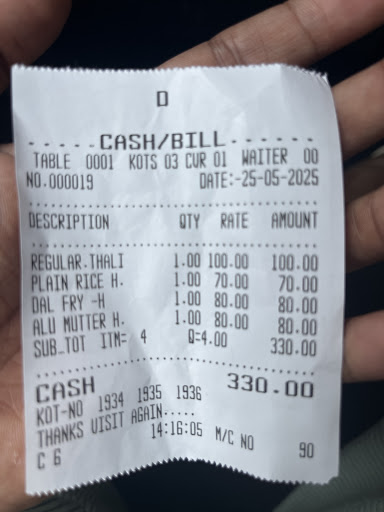 D
-----CASH/BILL------
TABLE 0001 KOTS 03 CUR 01 WAITER 00
NO.000019 DATE:-25-05-2025
DESCRIPTION QTY RATE AMOUNT
REGULAR.THALI 1.00 100.00 100.00
PLAIN RICE H. 1.00 70.00 70.00
DAL FRY -H 1.00 80.00 80.00
ALU MUTTER H. 1.00 80.00 80.00
SUB_TOT ITM= 4 Q=4.00 330.00
CASH 330.00
KOT-NO 1934 1935 1936
THANKS VISIT AGAIN.....
14:16:05 M/C NO 90
C 6